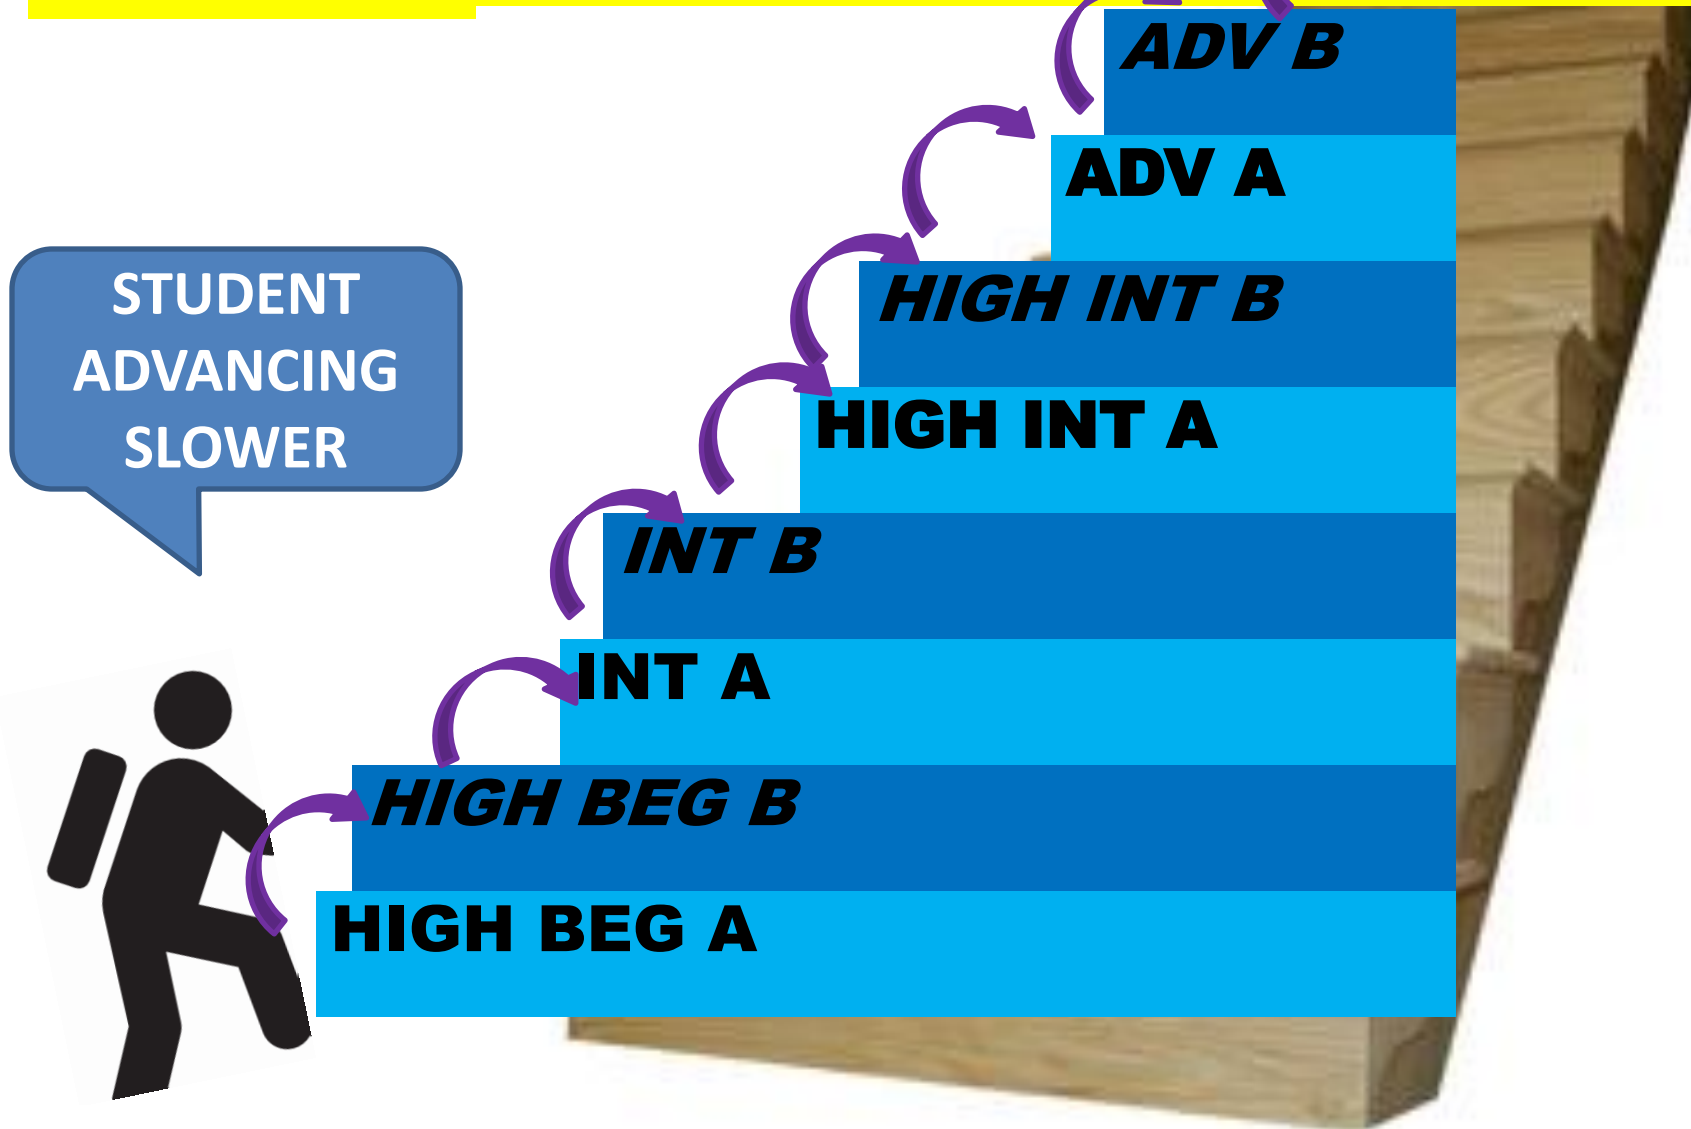 ADV B
ADV A
HIGH INT B
HIGH INT A
INT B
INT A
HIGH BEG B
HIGH BEG A
STUDENT
ADVANCING
SLOWER